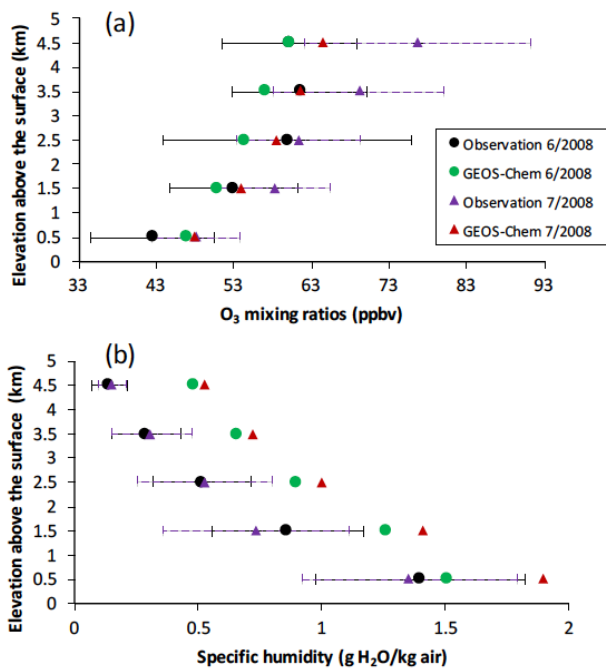 (a)
Elevation above the surface (km)
5
4.5
4
3.5
3
2.5
2
1.5
1
0.5
0
33 43 53 63 73 83 93
O₃ mixing ratios (ppbv)
Observation 6/2008
GEOS-Chem 6/2008
Observation 7/2008
GEOS-Chem 7/2008
(b)
Elevation above the surface (km)
5
4.5
4
3.5
3
2.5
2
1.5
1
0.5
0
0 0.5 1 1.5 2
Specific humidity (g H₂O/kg air)